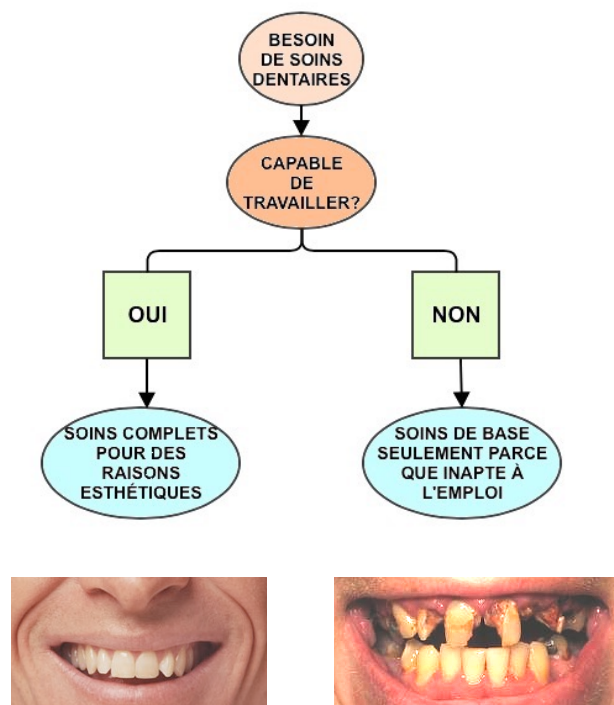 BESOIN
DE SOINS
DENTAIRES
CAPABLE
DE
TRAVAILLER?
OUI
NON
SOINS COMPLETS
POUR DES
RAISONS
ESTHÉTIQUES
SOINS DE BASE
SEULEMENT PARCE
QUE INAPTE À
L'EMPLOI